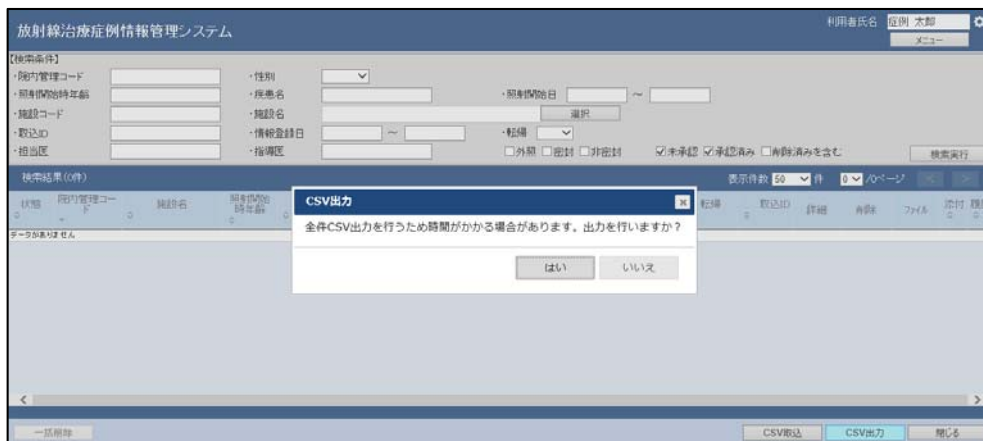 放射線治療症例情報管理システム
利用者氏名 症例 太郎
メニュー
【検索条件】
・院内管理コード ・性別
・照射開始時年齢 ・疾患名 ・照射開始日 ～
・施設コード ・施設名 選択
・取込ID ・情報登録日 ～ ・転帰
・担当医 ・指導医 □外照 □密封 □非密封 ☑未承認 ☑承認済み □削除済みを含む 検索実行
検索結果(0件) 表示件数 50 件 0 /0ページ < >
状態 院内管理コード 施設名 照射開始時年齢 転帰 取込ID 詳細 削除 ファイル 添付
データがありません
CSV出力
全件CSV出力を行うため時間がかかる場合があります。出力を行いますか？
はい いいえ
一括削除 CSV取込 CSV出力 閉じる